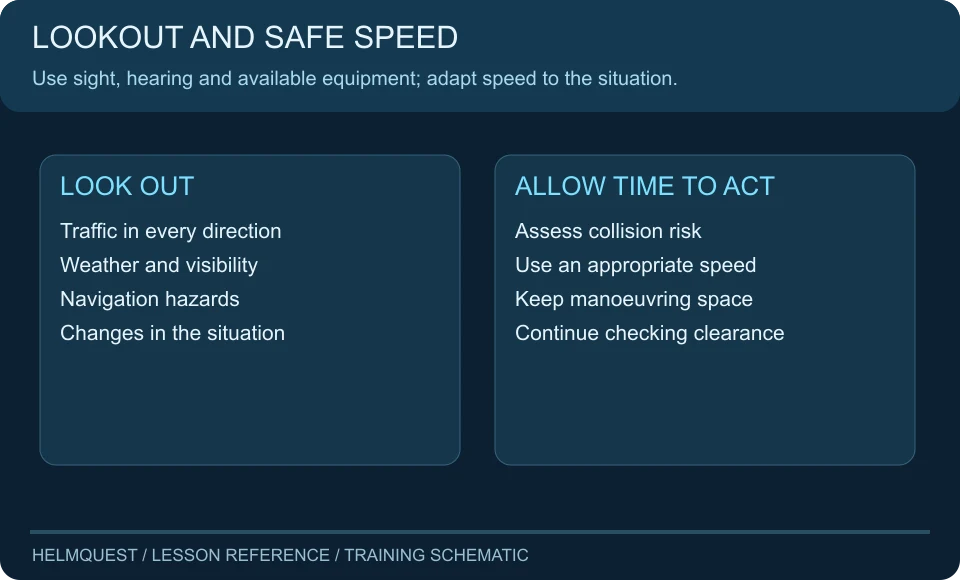 LOOKOUT AND SAFE SPEED
Use sight, hearing and available equipment; adapt speed to the situation.
LOOK OUT
Traffic in every direction
Weather and visibility
Navigation hazards
Changes in the situation
ALLOW TIME TO ACT
Assess collision risk
Use an appropriate speed
Keep manoeuvring space
Continue checking clearance
HELMQUEST / LESSON REFERENCE / TRAINING SCHEMATIC